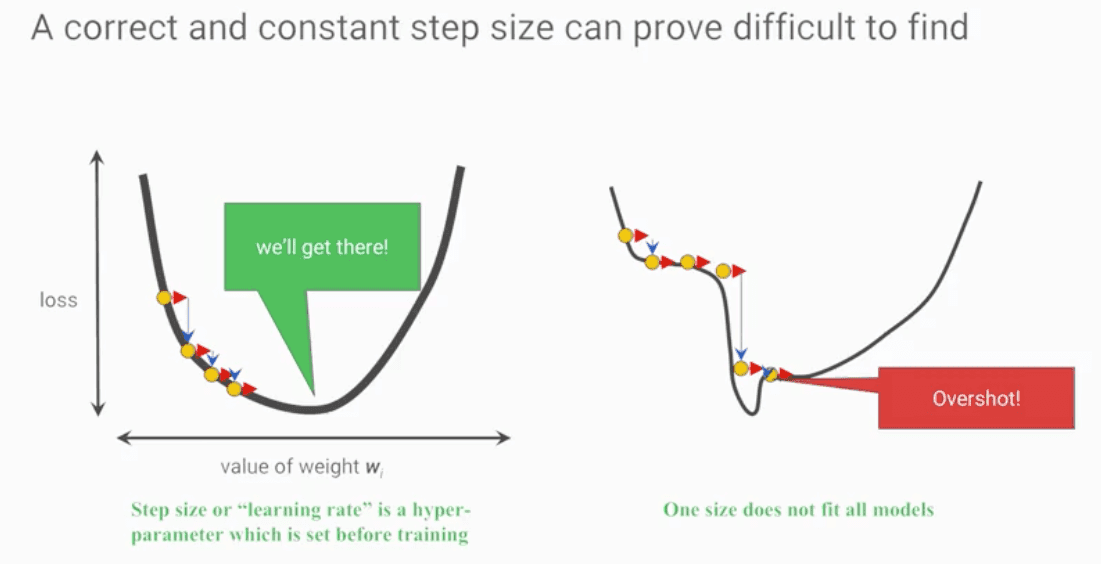 A correct and constant step size can prove difficult to find
we'll get there!
loss
Overshot!
value of weight wᵢ
Step size or “learning rate” is a hyper-
parameter which is set before training
One size does not fit all models